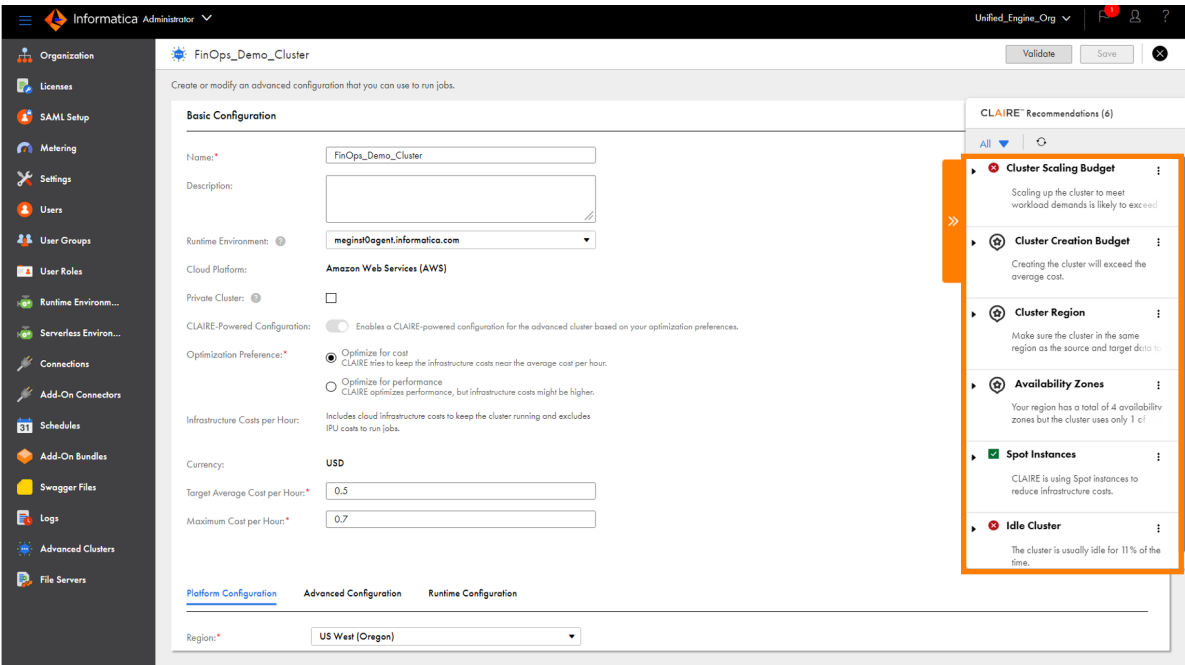 Informatica Administrator
Unified_Engine_Org
1
?
Organization
Licenses
SAML Setup
Metering
Settings
Users
User Groups
User Roles
Runtime Environm...
Serverless Environ...
Connections
Add-On Connectors
31 Schedules
Add-On Bundles
Swagger Files
Logs
Advanced Clusters
File Servers
FinOps_Demo_Cluster
Validate
Save
Create or modify an advanced configuration that you can use to run jobs.
Basic Configuration
Name:* FinOps_Demo_Cluster
Description:
Runtime Environment: ? meginst0agent.informatica.com
Cloud Platform: Amazon Web Services (AWS)
Private Cluster: ?
CLAIRE-Powered Configuration: Enables a CLAIRE-powered configuration for the advanced cluster based on your optimization preferences.
Optimization Preference:* Optimize for cost
CLAIRE tries to keep the infrastructure costs near the average cost per hour.
Optimize for performance
CLAIRE optimizes performance, but infrastructure costs might be higher.
Infrastructure Costs per Hour: Includes cloud infrastructure costs to keep the cluster running and excludes
IPU costs to run jobs.
Currency: USD
Target Average Cost per Hour:* 0.5
Maximum Cost per Hour:* 0.7
Platform Configuration
Advanced Configuration
Runtime Configuration
Region:* US West (Oregon)
CLAIRE™ Recommendations (6)
All
Cluster Scaling Budget
Scaling up the cluster to meet
workload demands is likely to exceed
Cluster Creation Budget
Creating the cluster will exceed the
average cost.
Cluster Region
Make sure the cluster in the same
region as the source and target data to
Availability Zones
Your region has a total of 4 availability
zones but the cluster uses only 1 of
Spot Instances
CLAIRE is using Spot instances to
reduce infrastructure costs.
Idle Cluster
The cluster is usually idle for 11% of the
time.